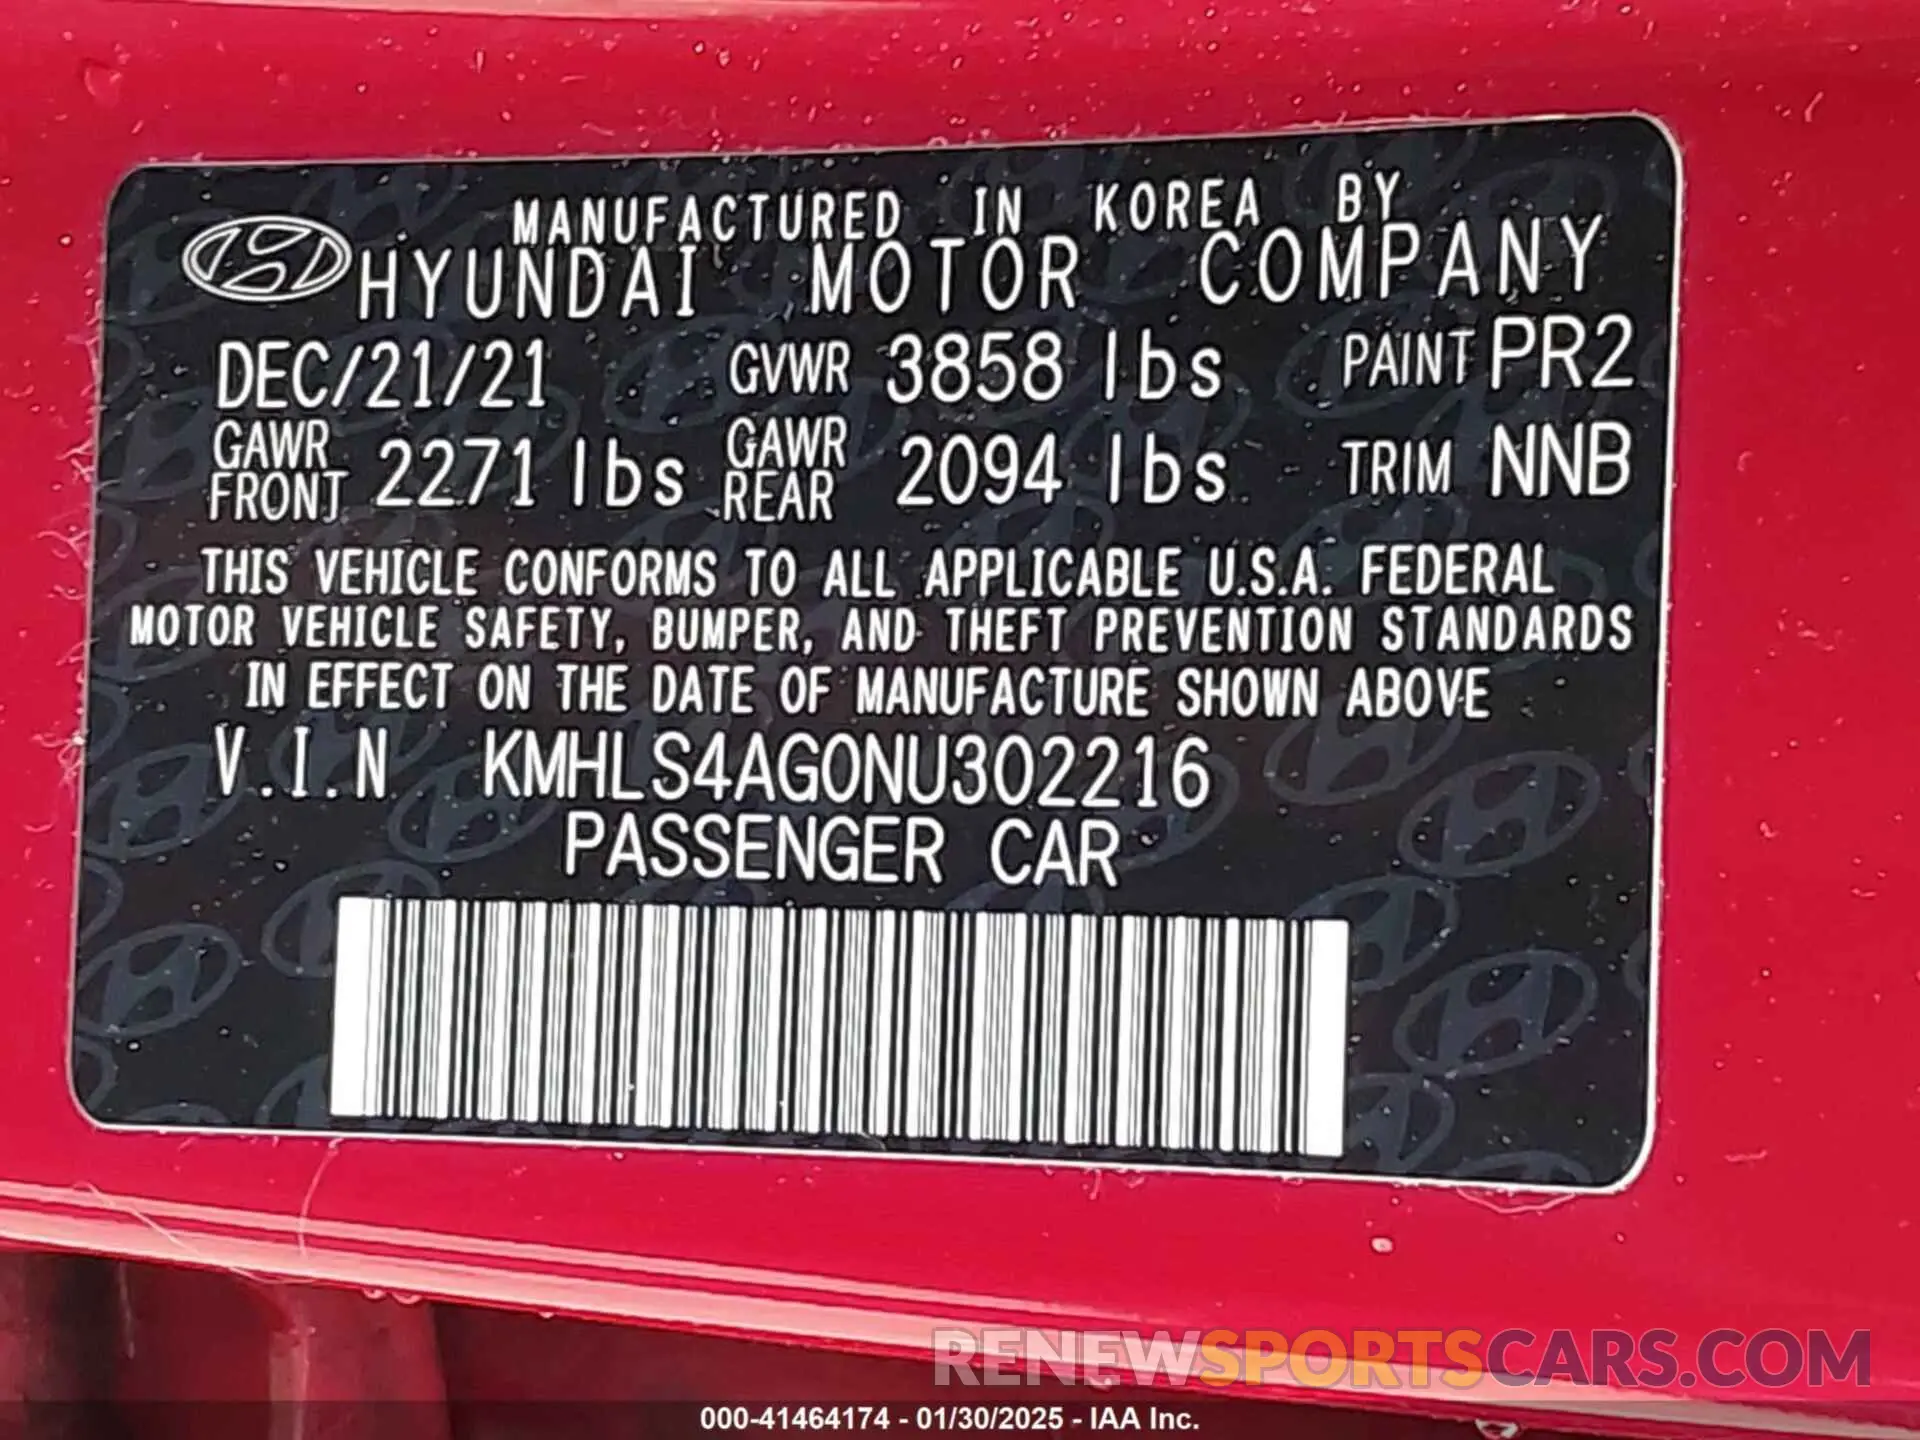 MANUFACTURED IN KOREA BY
HYUNDAI MOTOR COMPANY
DEC/21/21 GVWR 3858 lbs PAINT PR2
GAWR FRONT 2271 lbs GAWR REAR 2094 lbs TRIM NNB
THIS VEHICLE CONFORMS TO ALL APPLICABLE U.S.A. FEDERAL
MOTOR VEHICLE SAFETY, BUMPER, AND THEFT PREVENTION STANDARDS
IN EFFECT ON THE DATE OF MANUFACTURE SHOWN ABOVE
V.I.N KMHLS4AG0NU302216
PASSENGER CAR
RENEWSPORTSCARS.COM
000-41464174 - 01/30/2025 - IAA Inc.